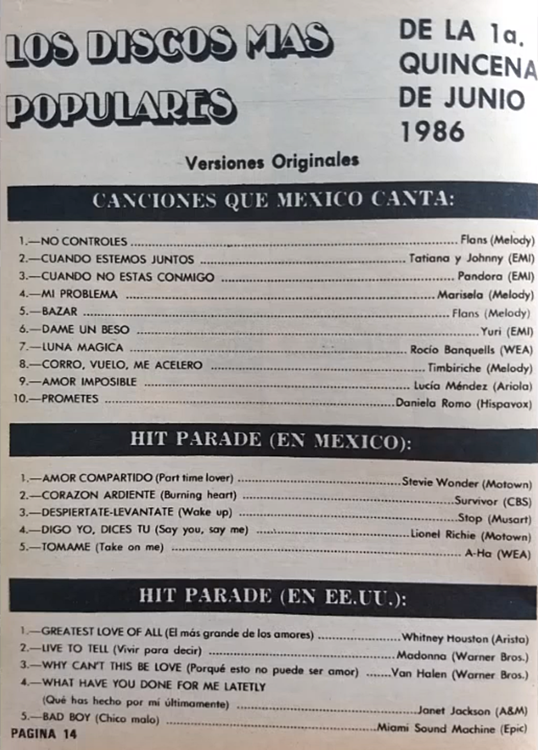 LOS DISCOS MAS
POPULARES
DE LA 1a.
QUINCENA
DE JUNIO
1986
Versiones Originales
CANCIONES QUE MEXICO CANTA:
1.—NO CONTROLES ........ Flans (Melody)
2.—CUANDO ESTEMOS JUNTOS ........ Tatiana y Johnny (EMI)
3.—CUANDO NO ESTAS CONMIGO ........ Pandora (EMI)
4.—MI PROBLEMA ........ Marisela (Melody)
5.—BAZAR ........ Flans (Melody)
6.—DAME UN BESO ........ Yuri (EMI)
7.—LUNA MAGICA ........ Rocío Banquells (WEA)
8.—CORRO, VUELO, ME ACELERO ........ Timbiriche (Melody)
9.—AMOR IMPOSIBLE ........ Lucía Méndez (Ariola)
10.—PROMETES ........ Daniela Romo (Hispavox)
HIT PARADE (EN MEXICO):
1.—AMOR COMPARTIDO (Part time lover) ........ Stevie Wonder (Motown)
2.—CORAZON ARDIENTE (Burning heart) ........ Survivor (CBS)
3.—DESPIERTATE-LEVANTATE (Wake up) ........ Stop (Musart)
4.—DIGO YO, DICES TU (Say you, say me) ........ Lionel Richie (Motown)
5.—TOMAME (Take on me) ........ A-Ha (WEA)
HIT PARADE (EN EE.UU.):
1.—GREATEST LOVE OF ALL (El más grande de los amores) ........ Whitney Houston (Arista)
2.—LIVE TO TELL (Vivir para decir) ........ Madonna (Warner Bros.)
3.—WHY CAN'T THIS BE LOVE (Porqué esto no puede ser amor) ...... Van Halen (Warner Bros.)
4.—WHAT HAVE YOU DONE FOR ME LATETLY
(Qué has hecho por mí últimamente) ........ Janet Jackson (A&M)
5.—BAD BOY (Chico malo) ........ Miami Sound Machine (Epic)
PAGINA 14